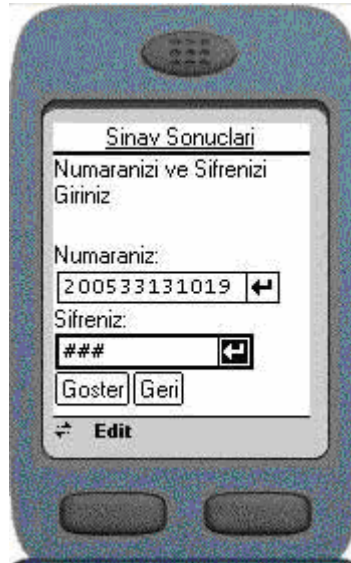 Sinav Sonuclari
Numaranizi ve Sifrenizi
Giriniz
Numaraniz:
200533131019
Sifreniz:
###
Goster Geri
Edit